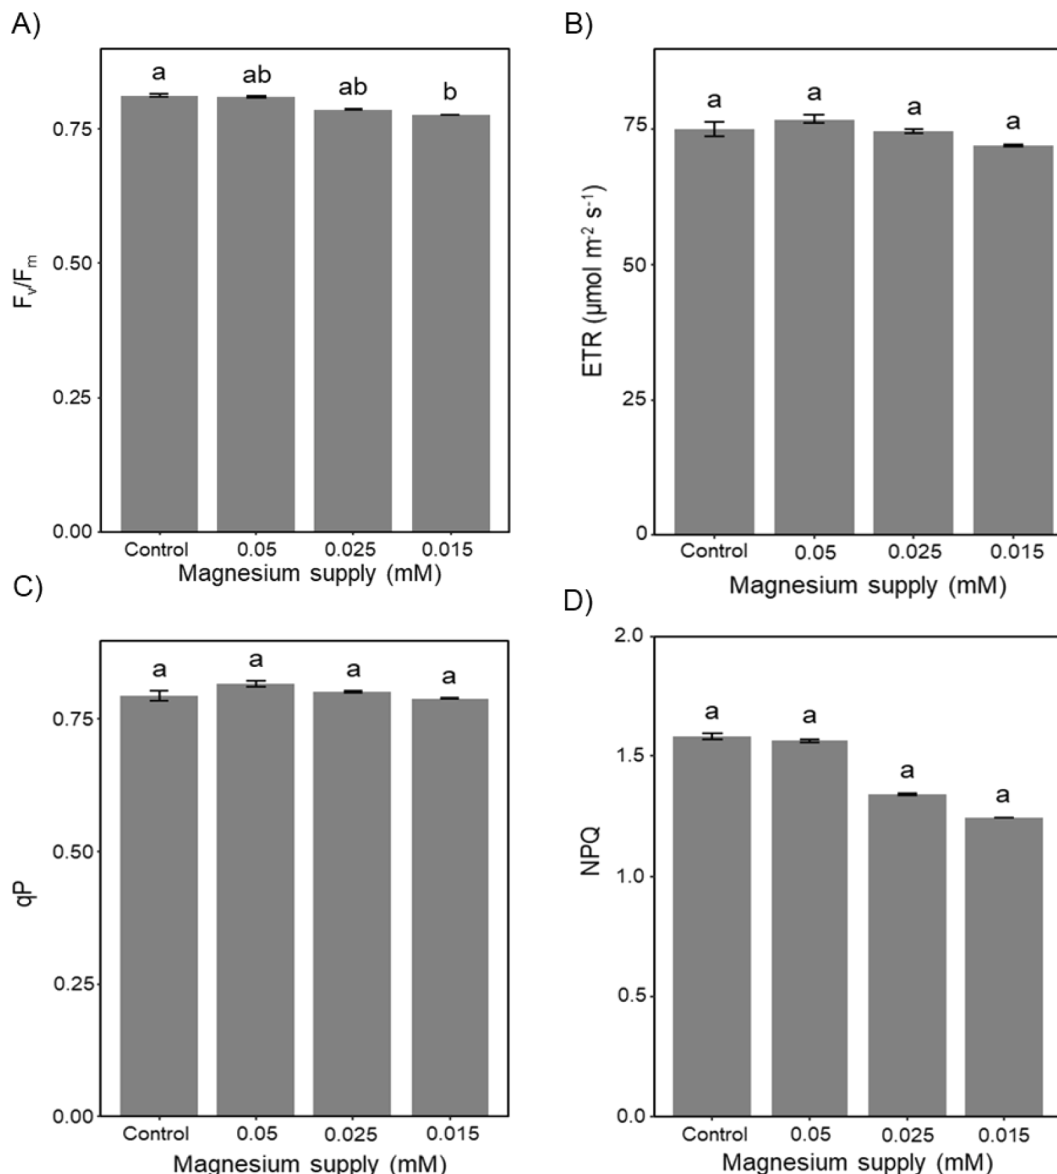 A)
a ab ab b
0.75
0.50
0.25
0.00
Fv/Fm
Control 0.05 0.025 0.015
Magnesium supply (mM)
B)
a a a a
75
50
25
0
ETR (µmol m⁻² s⁻¹)
Control 0.05 0.025 0.015
Magnesium supply (mM)
C)
a a a a
0.75
0.50
0.25
0.00
qP
Control 0.05 0.025 0.015
Magnesium supply (mM)
D)
2.0
a a a a
1.5
1.0
0.5
0.0
NPQ
Control 0.05 0.025 0.015
Magnesium supply (mM)